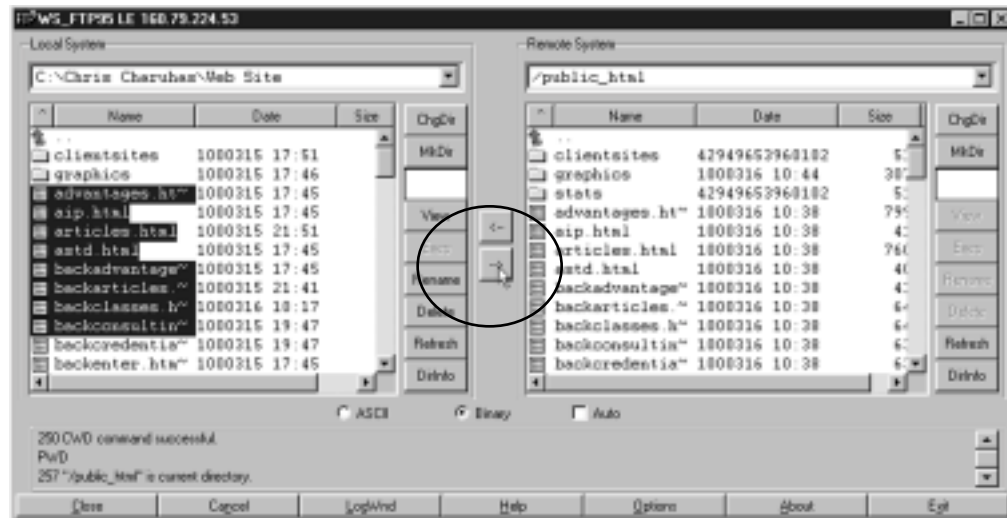 WS_FTP95 LE 160.79.224.53
Local System
C:\Chris Charuhas\Web Site
^ Name Date Size
..
clientsites 1000315 17:51
graphics 1000315 17:46
advantages.ht~ 1000315 17:45
aip.html 1000315 17:45
articles.html 1000315 21:51
astd.html 1000315 17:45
backadvantage~ 1000315 17:45
backarticles.~ 1000315 21:41
backclasses.h~ 1000316 10:17
backconsultin~ 1000315 19:47
backcredentia~ 1000315 19:47
backenter.htm~ 1000315 17:45
ChgDir
MkDir
View
Exec
Rename
Delete
Refresh
DirInfo
<-
->
Remote System
/public_html
^ Name Date Size
..
clientsites 42949653960102
graphics 1000316 10:44
stats 42949653960102
advantages.ht~ 1000316 10:38
aip.html 1000316 10:38
articles.html 1000316 10:38
astd.html 1000316 10:38
backadvantage~ 1000316 10:38
backarticles.~ 1000316 10:38
backclasses.h~ 1000316 10:38
backconsultin~ 1000316 10:38
backcredentia~ 1000316 10:38
ChgDir
MkDir
View
Exec
Rename
Delete
Refresh
DirInfo
ASCII Binary Auto
250 CWD command successful.
PWD
257 "/public_html" is current directory.
Close Cancel LogWnd Help Options About Exit